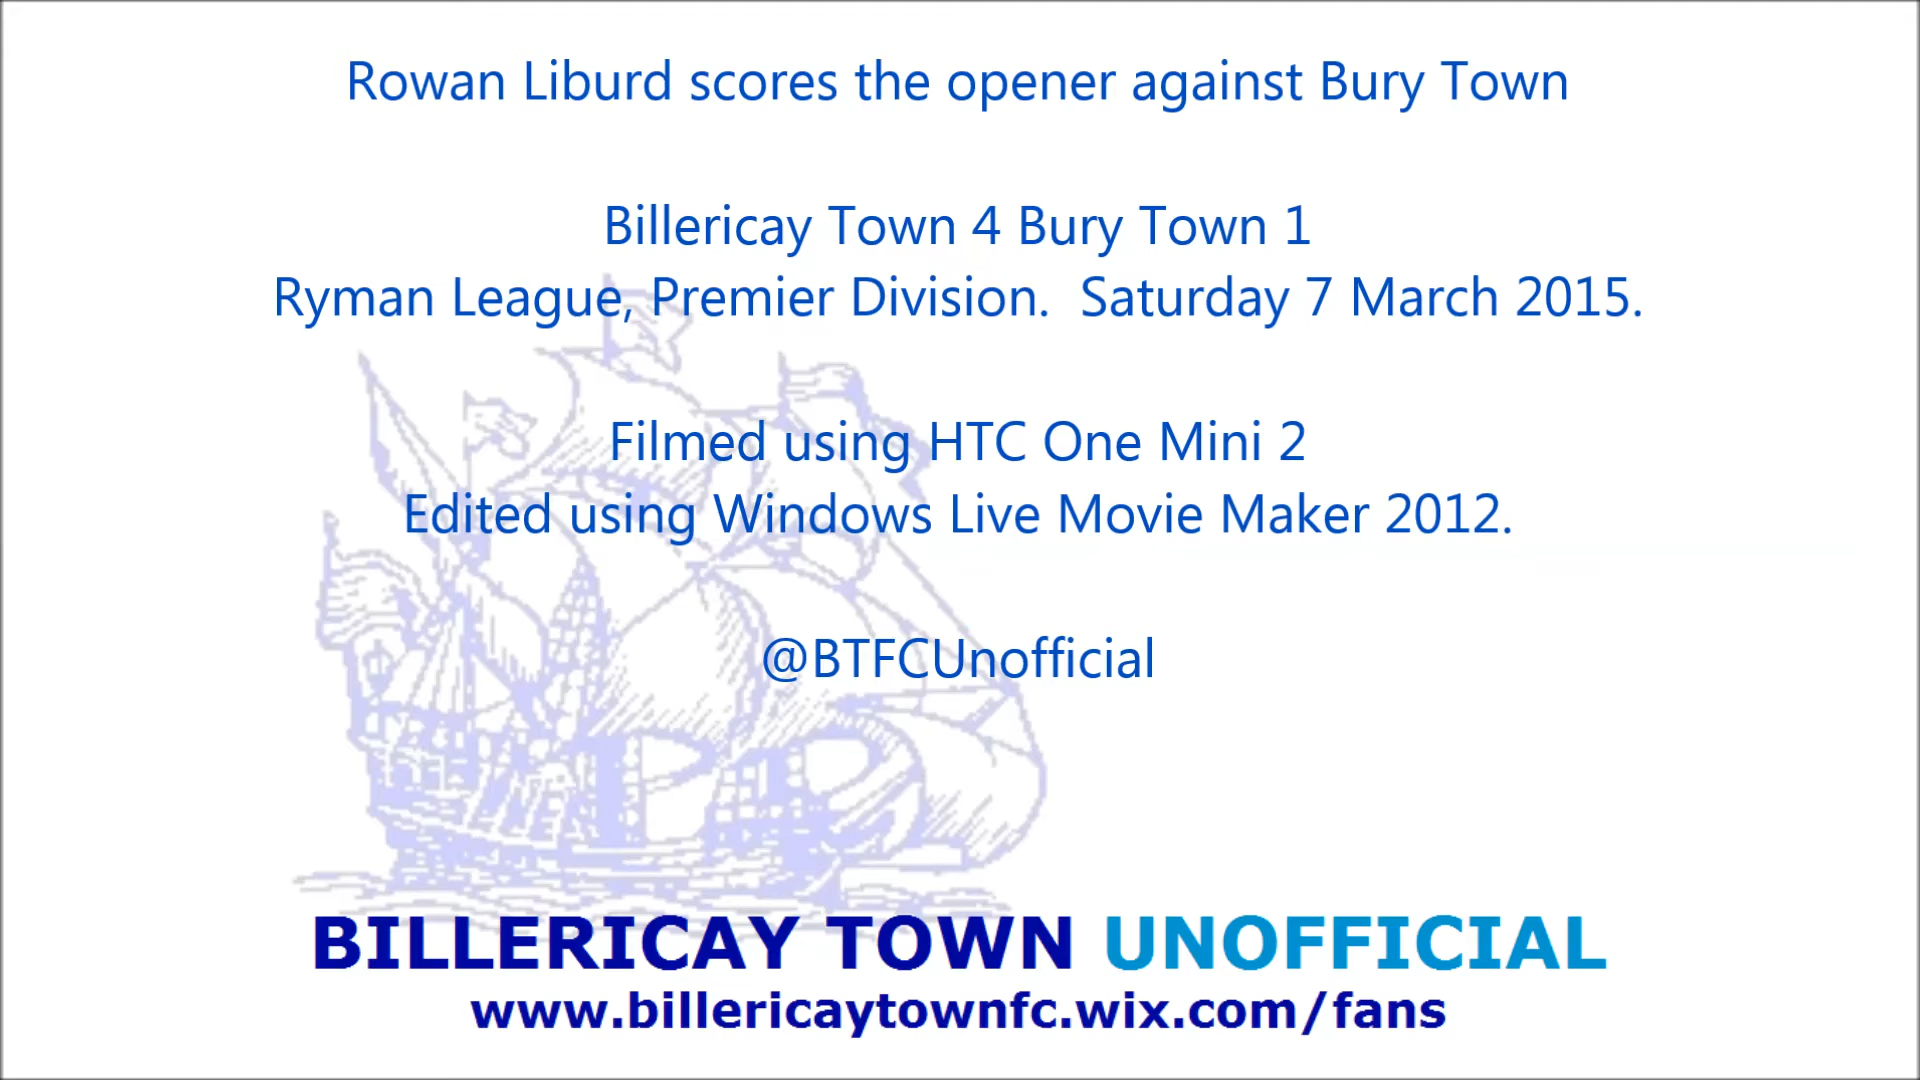 Rowan Liburd scores the opener against Bury Town
Billericay Town 4 Bury Town 1
Ryman League, Premier Division.  Saturday 7 March 2015.
Filmed using HTC One Mini 2
Edited using Windows Live Movie Maker 2012.
@BTFCUnofficial
BILLERICAY TOWN UNOFFICIAL
www.billericaytownfc.wix.com/fans